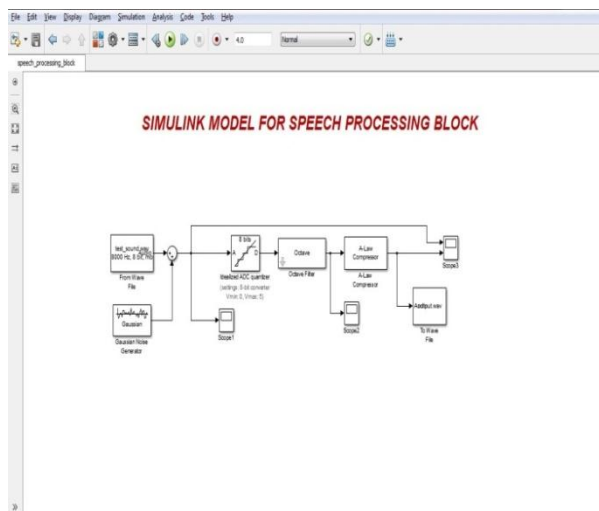 File Edit View Display Diagram Simulation Analysis Code Tools Help
4.0 Normal
speech_processing_block
SIMULINK MODEL FOR SPEECH PROCESSING BLOCK
test_sound.wav
8000 Hz, 8 bit,
From Wave
File
Gaussian
Gaussian Noise
Generator
Scope1
8 bits
A D
Idealized ADC quantizer
(settings: 8-bit converter
Vmin: 0, Vmax: 5)
Octave
Octave Filter
Scope2
A-Law
Compressor
A-Law
Compressor
Scope3
To Wave
File